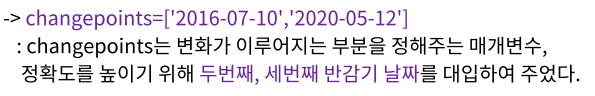 -> changepoints=['2016-07-10','2020-05-12']
: changepoints는 변화가 이루어지는 부분을 정해주는 매개변수,
정확도를 높이기 위해 두번째, 세번째 반감기 날짜를 대입하여 주었다.